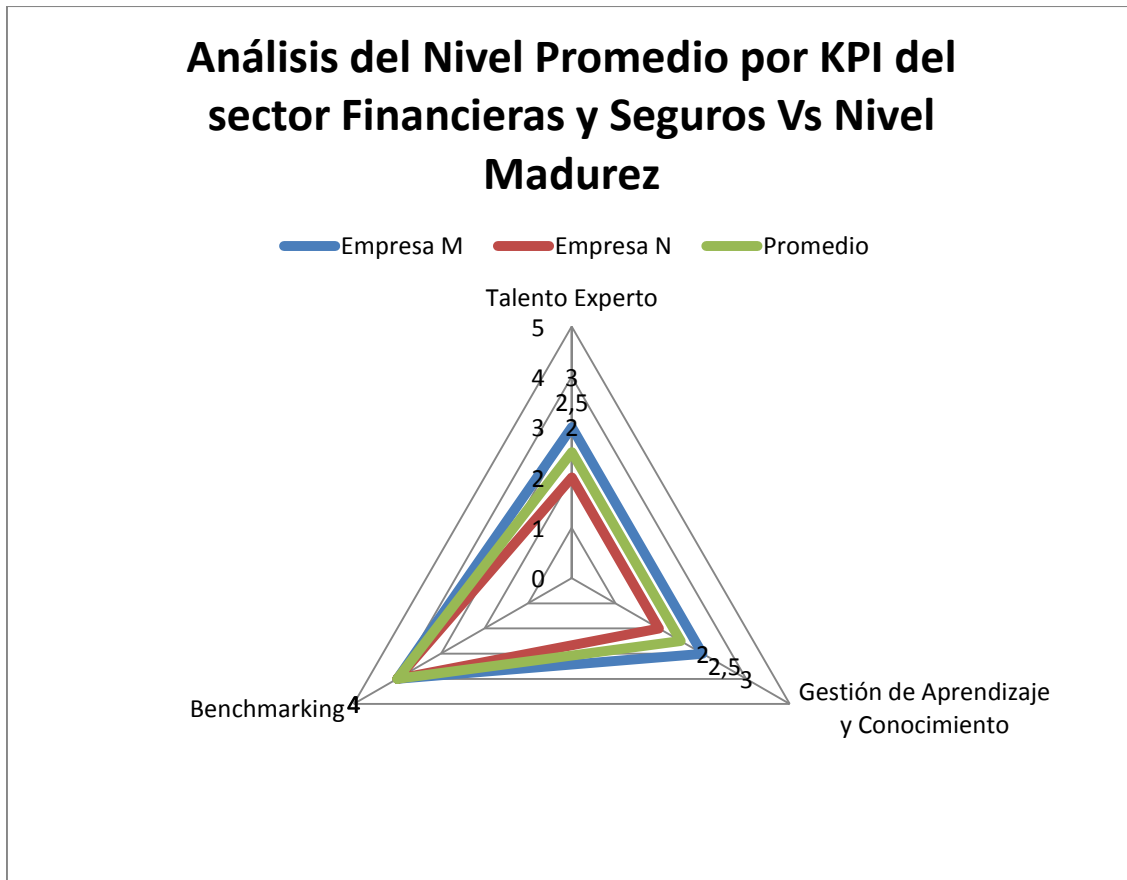 Análisis del Nivel Promedio por KPI del
sector Financieras y Seguros Vs Nivel
Madurez
Empresa M Empresa N Promedio
Talento Experto
5
4 3
2,5
3 2
2
1
0
2 2,5 3
Gestión de Aprendizaje
y Conocimiento
Benchmarking 4